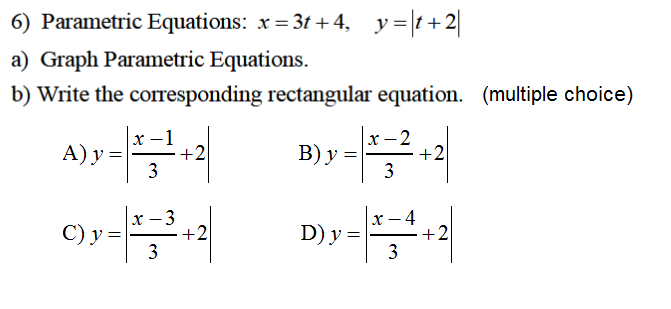 6) Parametric Equations: x = 3t + 4, y = |t + 2|
a) Graph Parametric Equations.
b) Write the corresponding rectangular equation. (multiple choice)
A) y = |(x − 1)/3 + 2| B) y = |(x − 2)/3 + 2|
C) y = |(x − 3)/3 + 2| D) y = |(x − 4)/3 + 2|